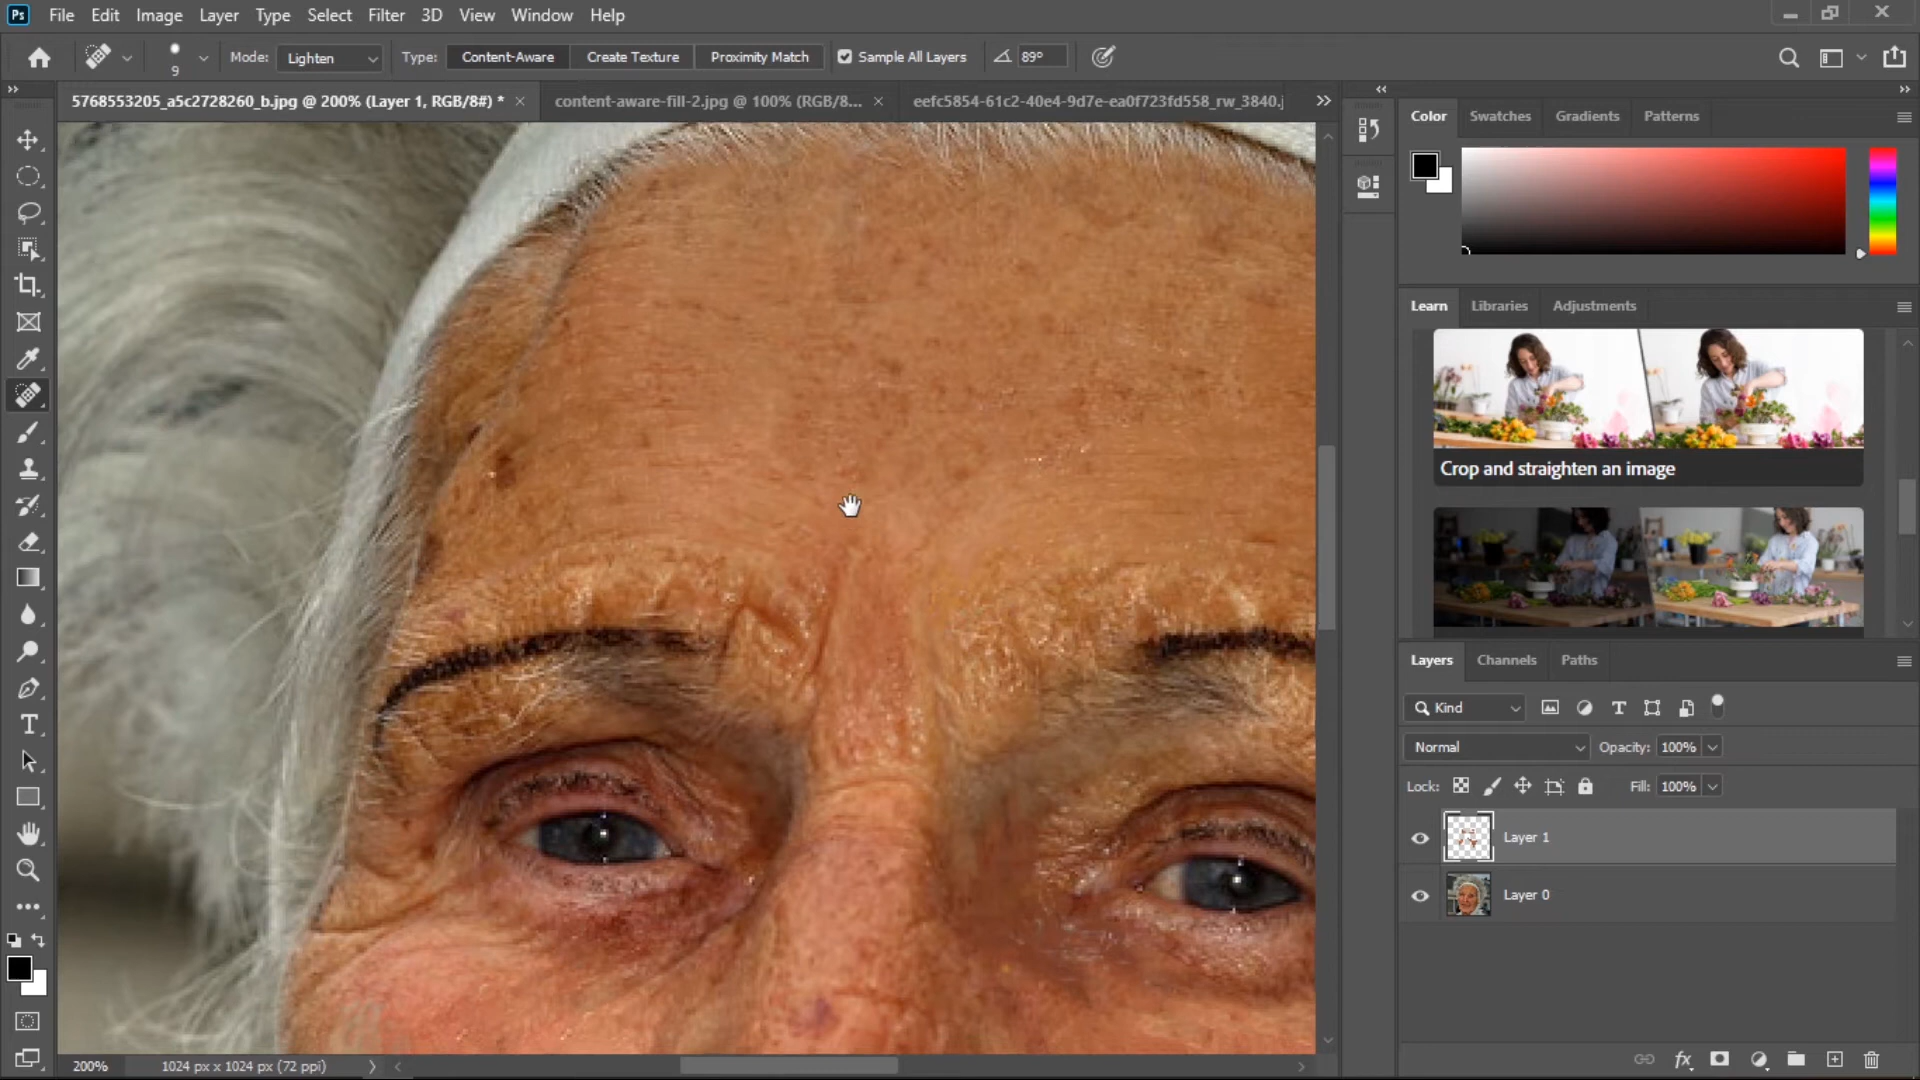 Ps File Edit Image Layer Type Select Filter 3D View Window Help
9 Mode: Lighten Type: Content-Aware Create Texture Proximity Match Sample All Layers 89°
5768553205_a5c2728260_b.jpg @ 200% (Layer 1, RGB/8#) * content-aware-fill-2.jpg @ 100% (RGB/8... eefc5854-61c2-40e4-9d7e-ea0f723fd558_rw_3840.j
Color Swatches Gradients Patterns
Learn Libraries Adjustments
Crop and straighten an image
Layers Channels Paths
Kind
Normal Opacity: 100%
Lock: Fill: 100%
Layer 1
Layer 0
200% 1024 px x 1024 px (72 ppi)
fx